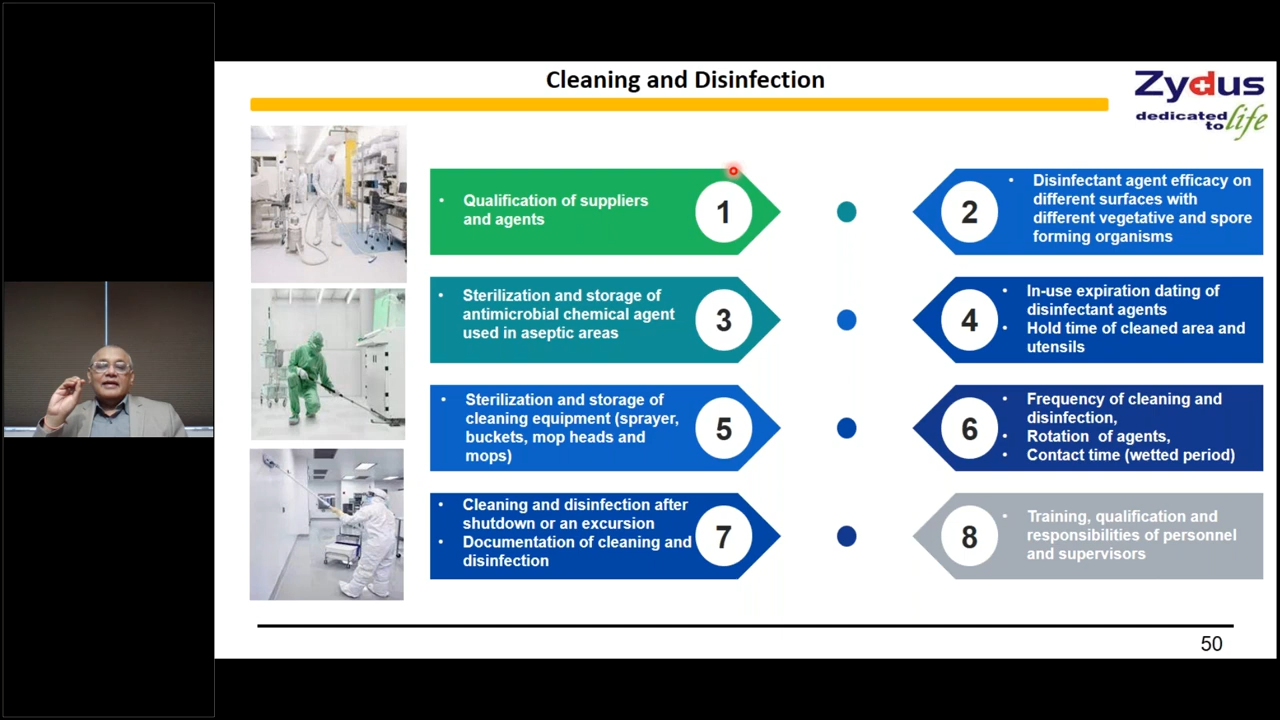 Cleaning and Disinfection
Zydus
dedicated
to life
• Qualification of suppliers
and agents
1
2
• Disinfectant agent efficacy on
different surfaces with
different vegetative and spore
forming organisms
• Sterilization and storage of
antimicrobial chemical agent
used in aseptic areas
3
4
• In-use expiration dating of
disinfectant agents
• Hold time of cleaned area and
utensils
• Sterilization and storage of
cleaning equipment (sprayer,
buckets, mop heads and
mops)
5
6
• Frequency of cleaning and
disinfection,
• Rotation of agents,
• Contact time (wetted period)
• Cleaning and disinfection after
shutdown or an excursion
• Documentation of cleaning and
disinfection
7
8
• Training, qualification and
responsibilities of personnel
and supervisors
50